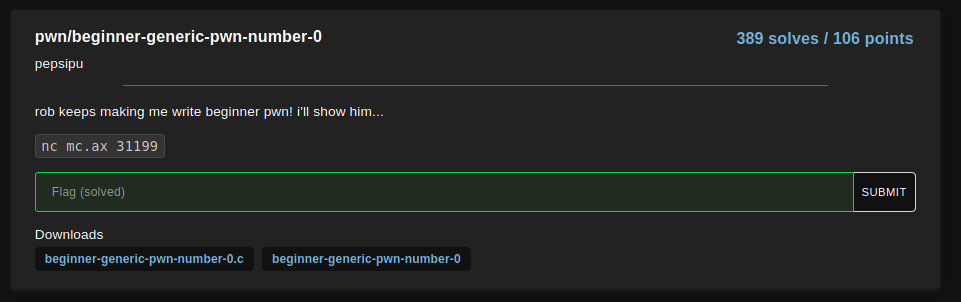 pwn/beginner-generic-pwn-number-0
389 solves / 106 points
pepsipu
rob keeps making me write beginner pwn! i'll show him...
nc mc.ax 31199
Flag (solved)
SUBMIT
Downloads
beginner-generic-pwn-number-0.c
beginner-generic-pwn-number-0